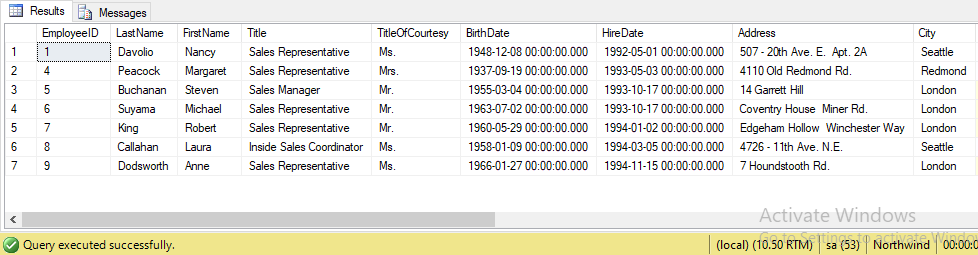 Results Messages
EmployeeID LastName FirstName Title TitleOfCourtesy BirthDate HireDate Address City
1 1 Davolio Nancy Sales Representative Ms. 1948-12-08 00:00:00.000 1992-05-01 00:00:00.000 507 - 20th Ave. E. Apt. 2A Seattle
2 4 Peacock Margaret Sales Representative Mrs. 1937-09-19 00:00:00.000 1993-05-03 00:00:00.000 4110 Old Redmond Rd. Redmond
3 5 Buchanan Steven Sales Manager Mr. 1955-03-04 00:00:00.000 1993-10-17 00:00:00.000 14 Garrett Hill London
4 6 Suyama Michael Sales Representative Mr. 1963-07-02 00:00:00.000 1993-10-17 00:00:00.000 Coventry House Miner Rd. London
5 7 King Robert Sales Representative Mr. 1960-05-29 00:00:00.000 1994-01-02 00:00:00.000 Edgeham Hollow Winchester Way London
6 8 Callahan Laura Inside Sales Coordinator Ms. 1958-01-09 00:00:00.000 1994-03-05 00:00:00.000 4726 - 11th Ave. N.E. Seattle
7 9 Dodsworth Anne Sales Representative Ms. 1966-01-27 00:00:00.000 1994-11-15 00:00:00.000 7 Houndstooth Rd. London
Activate Windows
Go to Settings to activate Windo
Query executed successfully. (local) (10.50 RTM) sa (53) Northwind 00:00:0